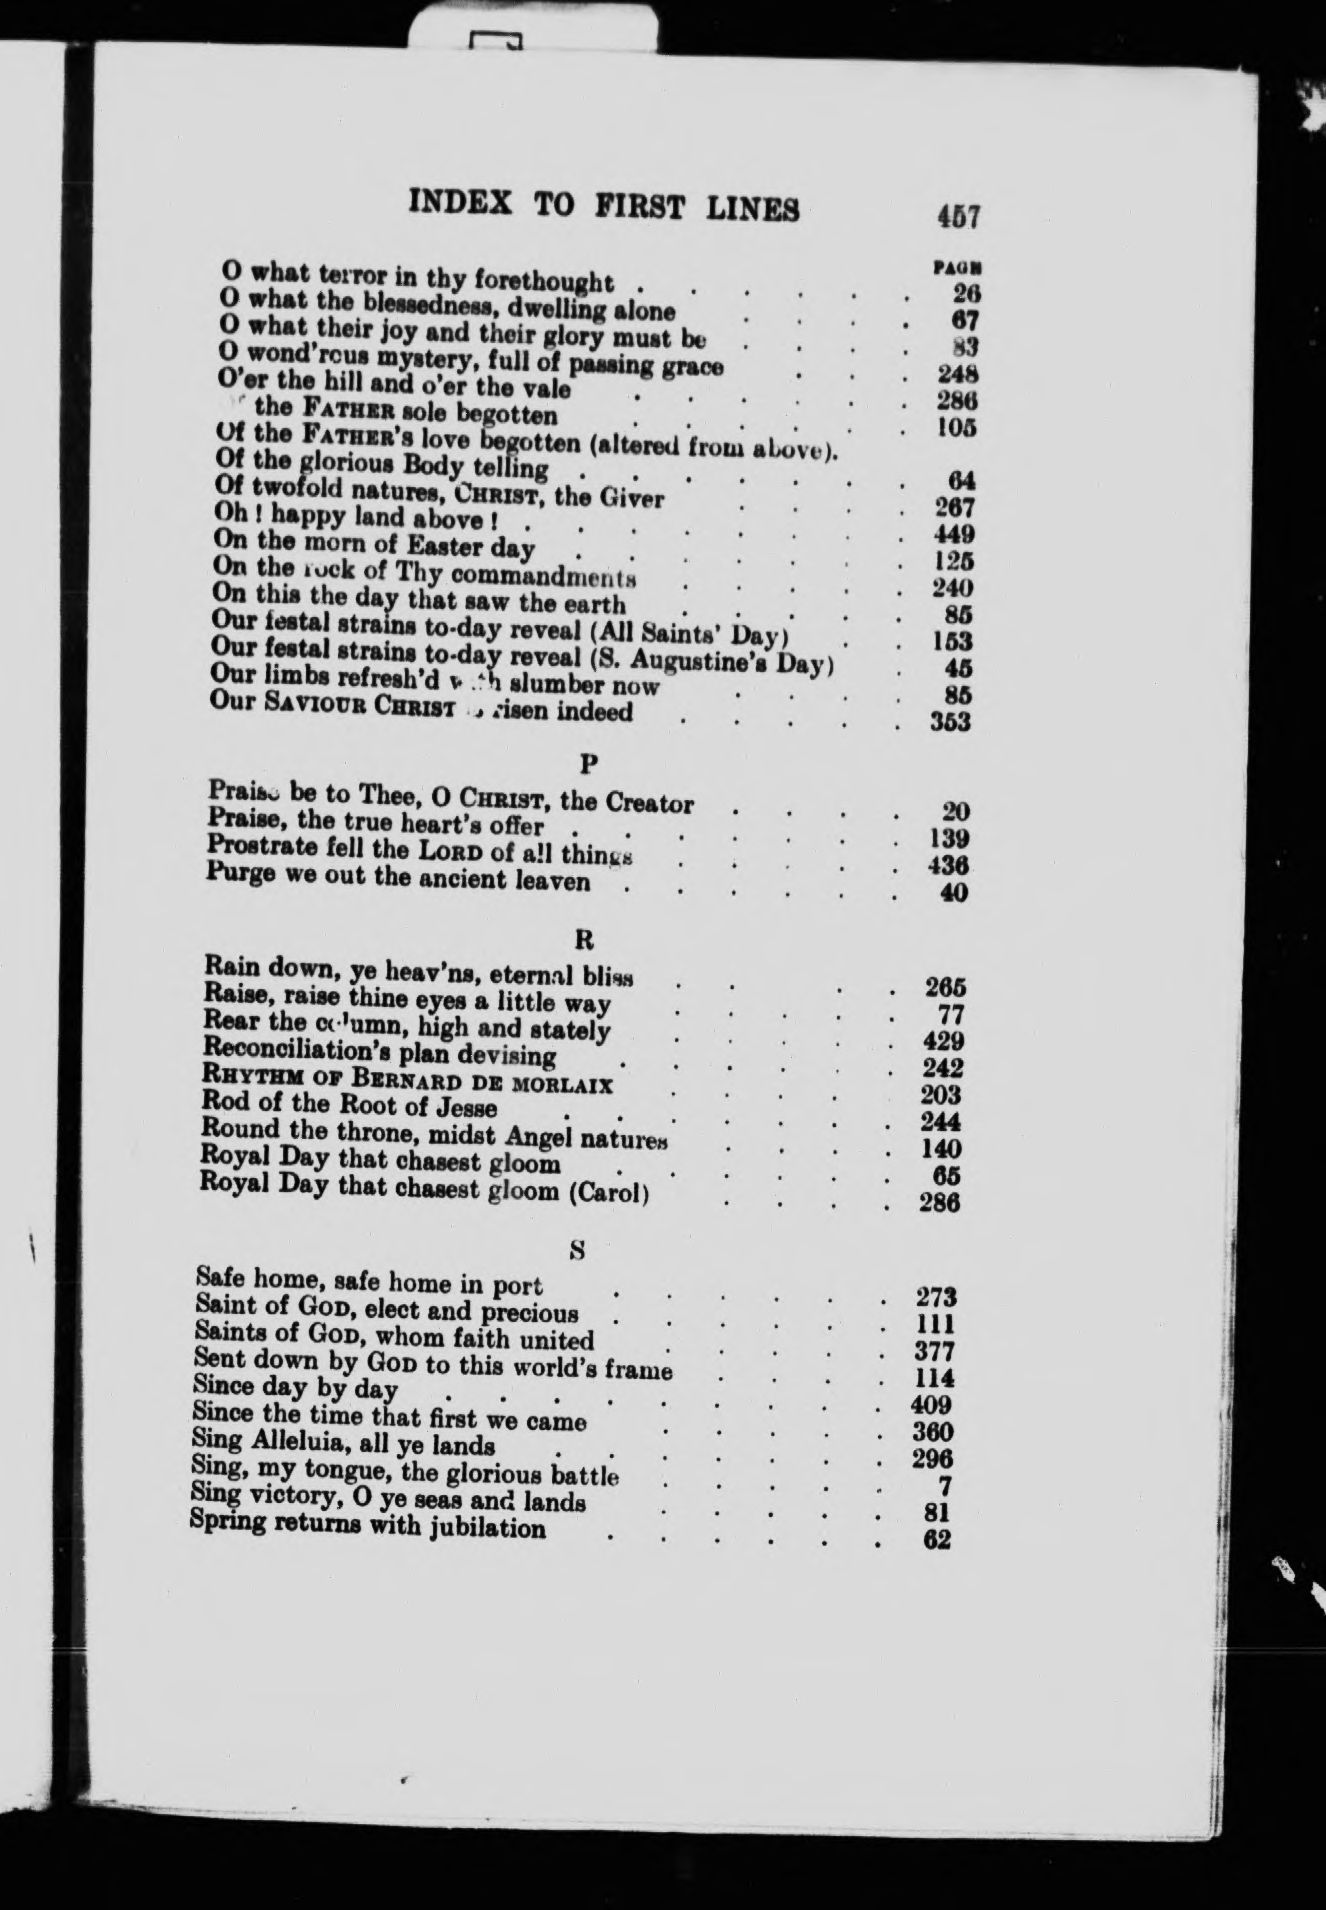 INDEX TO FIRST LINES 457
PAGE
O what terror in thy forethought . . . . . . 26
O what the blessedness, dwelling alone . . . . 67
O what their joy and their glory must be . . . . 83
O wond'rous mystery, full of passing grace . . . 248
O'er the hill and o'er the vale . . . . . . 286
the FATHER sole begotten . . . . . . 105
Of the FATHER'S love begotten (altered from above).
Of the glorious Body telling . . . . . . . 64
Of twofold natures, CHRIST, the Giver . . . . 267
Oh ! happy land above ! . . . . . . . . 449
On the morn of Easter day . . . . . . . 125
On the rock of Thy commandments . . . . . 240
On this the day that saw the earth . . . . . 85
Our festal strains to-day reveal (All Saints' Day) . . 153
Our festal strains to-day reveal (S. Augustine's Day) . 45
Our limbs refresh'd with slumber now . . . . 85
Our SAVIOUR CHRIST risen indeed . . . . . 353
P
Praise be to Thee, O CHRIST, the Creator . . . . 20
Praise, the true heart's offer . . . . . . . 139
Prostrate fell the LORD of all things . . . . . 436
Purge we out the ancient leaven . . . . . . 40
R
Rain down, ye heav'ns, eternal bliss . . . . 265
Raise, raise thine eyes a little way . . . . . 77
Rear the column, high and stately . . . . . 429
Reconciliation's plan devising . . . . . . 242
RHYTHM OF BERNARD DE MORLAIX . . . . 203
Rod of the Root of Jesse . . . . . . . 244
Round the throne, midst Angel natures . . . . 140
Royal Day that chasest gloom . . . . . . 65
Royal Day that chasest gloom (Carol) . . . . 286
S
Safe home, safe home in port . . . . . . 273
Saint of GOD, elect and precious . . . . . . 111
Saints of GOD, whom faith united . . . . . 377
Sent down by GOD to this world's frame . . . . 114
Since day by day . . . . . . . . . 409
Since the time that first we came . . . . . 360
Sing Alleluia, all ye lands . . . . . . . 296
Sing, my tongue, the glorious battle . . . . . 7
Sing victory, O ye seas and lands . . . . . 81
Spring returns with jubilation . . . . . . 62